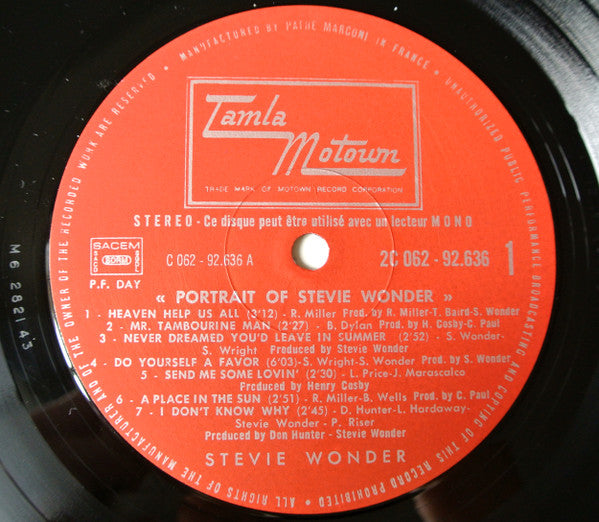 MANUFACTURED BY PATHE MARCONI IN FRANCE • UNAUTHORIZED PUBLIC PERFORMANCE BROADCASTING AND COPYING OF THIS RECORD PROHIBITED • ALL RIGHTS OF THE MANUFACTURER AND OF THE OWNER OF THE RECORDED WORK ARE RESERVED •
Tamla
Motown
TRADE MARK OF MOTOWN RECORD CORPORATION
STEREO - Ce disque peut être utilisé avec un lecteur MONO
SACEM
P.F. DAY
C 062 - 92.636 A
2C 062 - 92.636 1
« PORTRAIT OF STEVIE WONDER »
1 - HEAVEN HELP US ALL (3'12) - R. Miller Prod. by R. Miller-T. Baird-S. Wonder
2 - MR. TAMBOURINE MAN (2'27) - B. Dylan - Prod. by H. Cosby-C. Paul
3 - NEVER DREAMED YOU'D LEAVE IN SUMMER (2'52) - S. Wonder-
S. Wright - Produced by Stevie Wonder
4 - DO YOURSELF A FAVOR (6'03)-S. Wright-S. Wonder Prod. by S. Wonder
5 - SEND ME SOME LOVIN' (2'30) - L. Price-J. Marascalco
Produced by Henry Cosby
6 - A PLACE IN THE SUN (2'51) - R. Miller-B. Wells Prod. by C. Paul
7 - I DON'T KNOW WHY (2'45) - D. Hunter-L. Hardaway-
Stevie Wonder - P. Riser
Produced by Don Hunter - Stevie Wonder
STEVIE WONDER
M6 282143